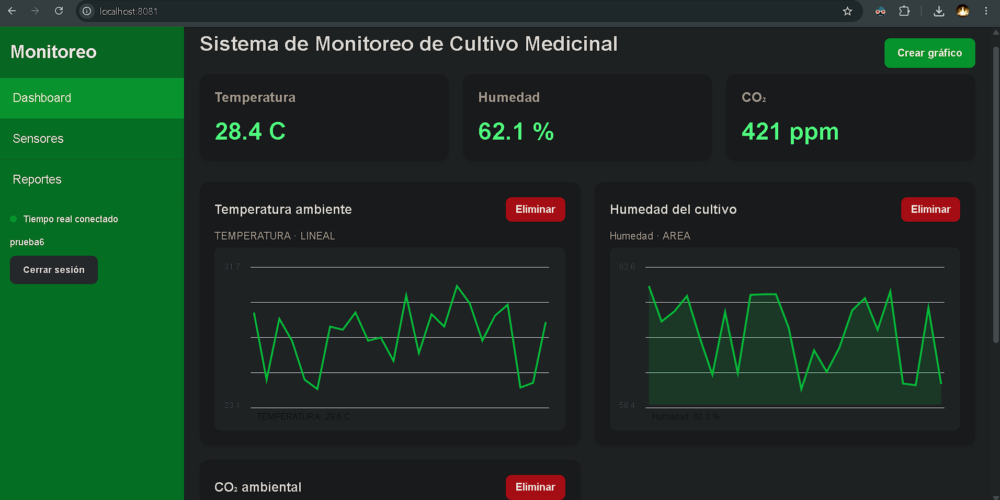 localhost:8081
Monitoreo
Dashboard
Sensores
Reportes
Tiempo real conectado
prueba6
Cerrar sesión
Sistema de Monitoreo de Cultivo Medicinal
Crear gráfico
Temperatura
28.4 C
Humedad
62.1 %
CO₂
421 ppm
Temperatura ambiente
Eliminar
TEMPERATURA · LINEAL
31.7
23.1
TEMPERATURA: 29.6 C
Humedad del cultivo
Eliminar
Humedad · AREA
82.6
58.4
Humedad: 63.3 %
CO₂ ambiental
Eliminar